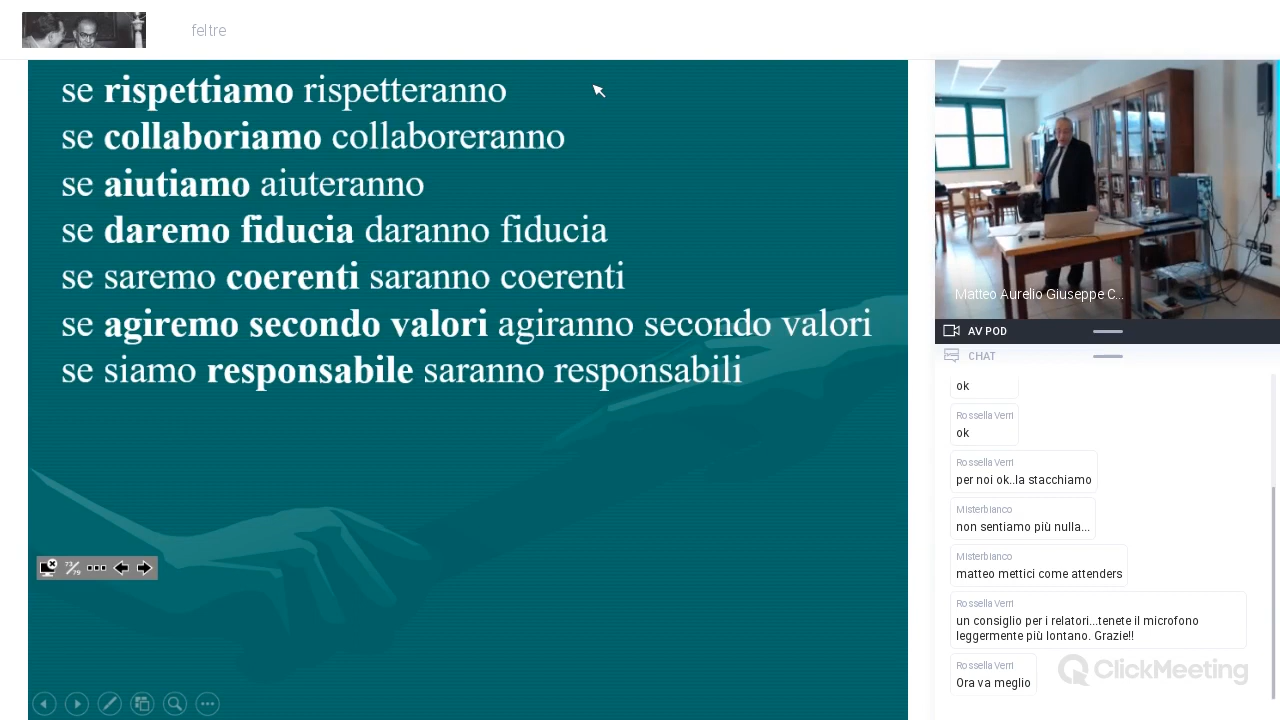 feltre
se rispettiamo rispetteranno
se collaboriamo collaboreranno
se aiutiamo aiuteranno
se daremo fiducia daranno fiducia
se saremo coerenti saranno coerenti
se agiremo secondo valori agiranno secondo valori
se siamo responsabile saranno responsabili
73/79
Matteo Aurelio Giuseppe C...
AV POD
CHAT
ok
Rossella Verri
ok
Rossella Verri
per noi ok..la stacchiamo
Misterbianco
non sentiamo più nulla...
Misterbianco
matteo mettici come attenders
Rossella Verri
un consiglio per i relatori...tenete il microfono
leggermente più lontano. Grazie!!
Rossella Verri
Ora va meglio
ClickMeeting